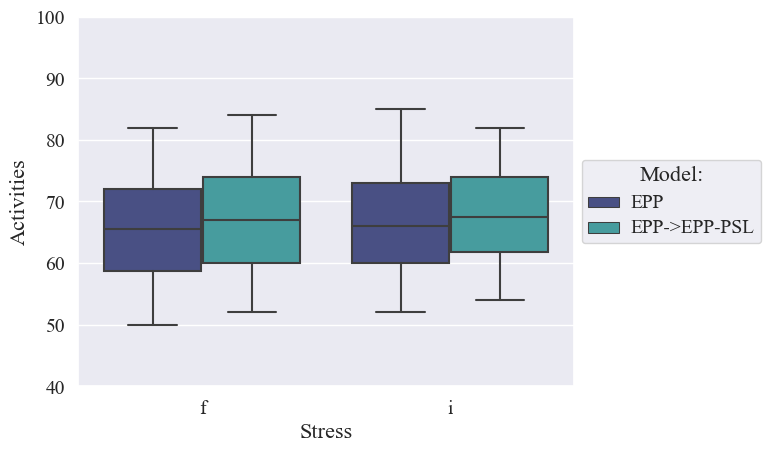 100
90
80
70
60
50
40
Activities
f
i
Stress
Model:
EPP
EPP->EPP-PSL